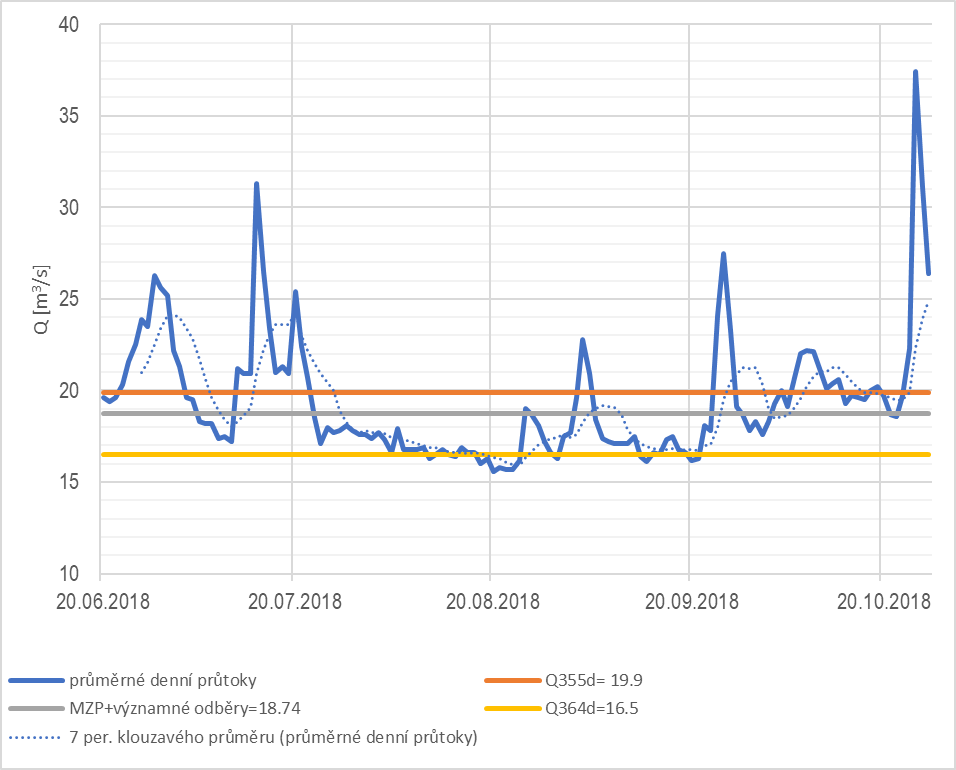 40
35
30
25
20
15
10
Q [m³/s]
20.06.2018 20.07.2018 20.08.2018 20.09.2018 20.10.2018
průměrné denní průtoky Q355d= 19.9
MZP+významné odběry=18.74 Q364d=16.5
7 per. klouzavého průměru (průměrné denní průtoky)